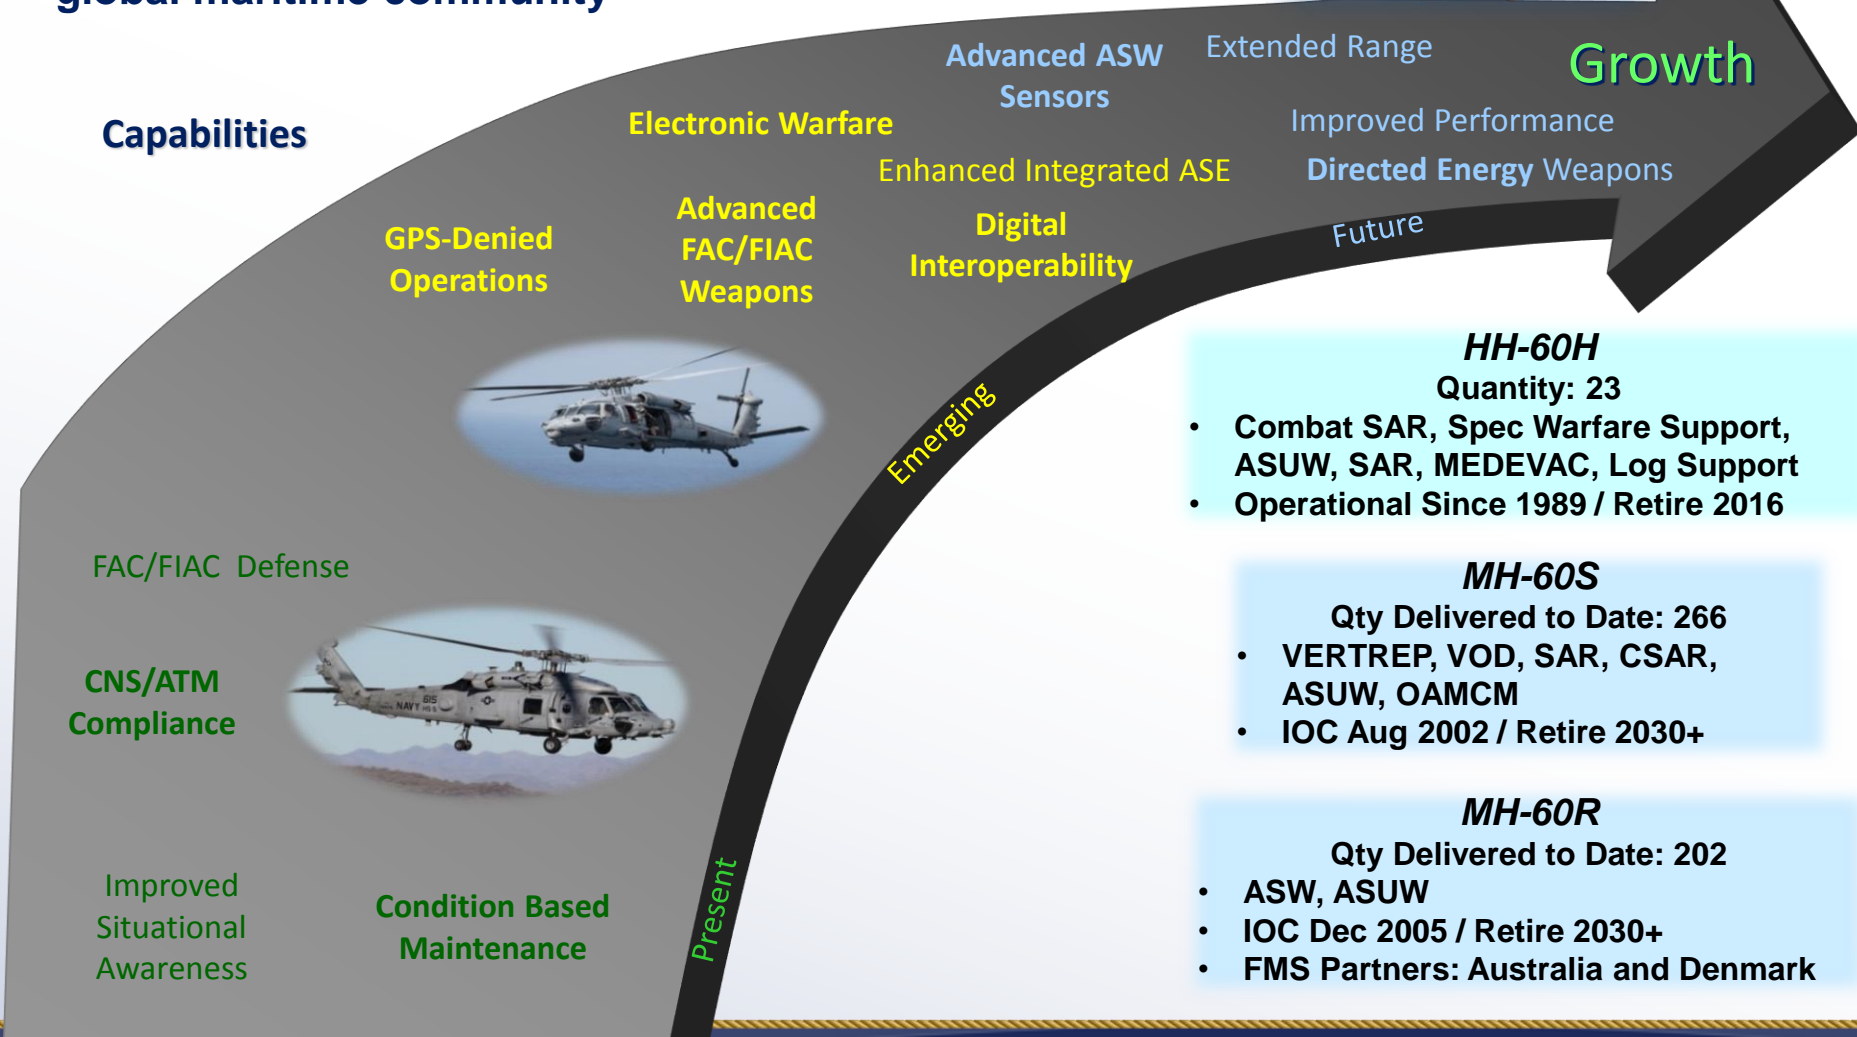 global maritime community
Capabilities
Advanced ASW
Sensors
Extended Range
Growth
Electronic Warfare
Improved Performance
Enhanced Integrated ASE
Directed Energy Weapons
Advanced
FAC/FIAC
Weapons
GPS-Denied
Operations
Digital
Interoperability
Future
Emerging
FAC/FIAC Defense
CNS/ATM
Compliance
NAVY
615
Improved
Situational
Awareness
Condition Based
Maintenance
Present
HH-60H
Quantity: 23
• Combat SAR, Spec Warfare Support,
ASUW, SAR, MEDEVAC, Log Support
• Operational Since 1989 / Retire 2016
MH-60S
Qty Delivered to Date: 266
• VERTREP, VOD, SAR, CSAR,
ASUW, OAMCM
• IOC Aug 2002 / Retire 2030+
MH-60R
Qty Delivered to Date: 202
• ASW, ASUW
• IOC Dec 2005 / Retire 2030+
• FMS Partners: Australia and Denmark